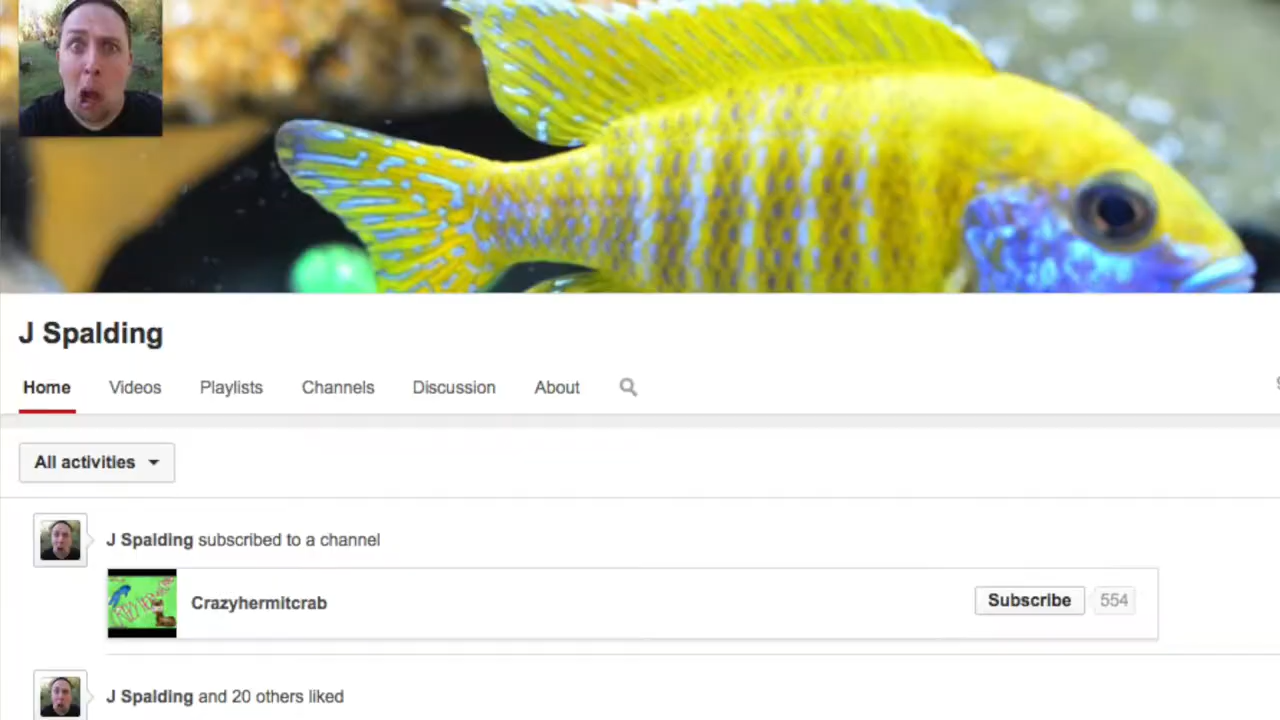 J Spalding
Home Videos Playlists Channels Discussion About
All activities
J Spalding subscribed to a channel
Crazyhermitcrab Subscribe 554
J Spalding and 20 others liked